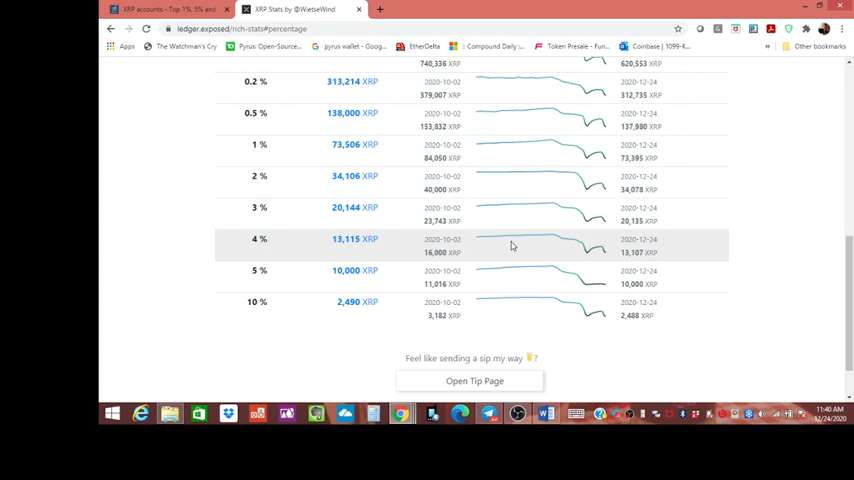 XRP accounts - Top 1%, 5% and
XRP Stats by @WietseWind
ledger.exposed/rich-stats#percentage
Apps
The Watchman's Cry
Pyrus: Open-Source...
pyrus wallet - Goog...
EtherDelta
:: Compound Daily ,...
Token Presale - Fun...
Coinbase | 1099-K...
Other bookmarks
740,336 XRP
620,553 XRP
0.2 %
313,214 XRP
2020-10-02
379,007 XRP
2020-12-24
312,735 XRP
0.5 %
138,000 XRP
2020-10-02
153,832 XRP
2020-12-24
137,980 XRP
1 %
73,506 XRP
2020-10-02
84,050 XRP
2020-12-24
73,395 XRP
2 %
34,106 XRP
2020-10-02
40,000 XRP
2020-12-24
34,078 XRP
3 %
20,144 XRP
2020-10-02
23,743 XRP
2020-12-24
20,135 XRP
4 %
13,115 XRP
2020-10-02
16,000 XRP
2020-12-24
13,107 XRP
5 %
10,000 XRP
2020-10-02
11,016 XRP
2020-12-24
10,000 XRP
10 %
2,490 XRP
2020-10-02
3,182 XRP
2020-12-24
2,488 XRP
Feel like sending a sip my way ?
Open Tip Page
11:40 AM
12/24/2020